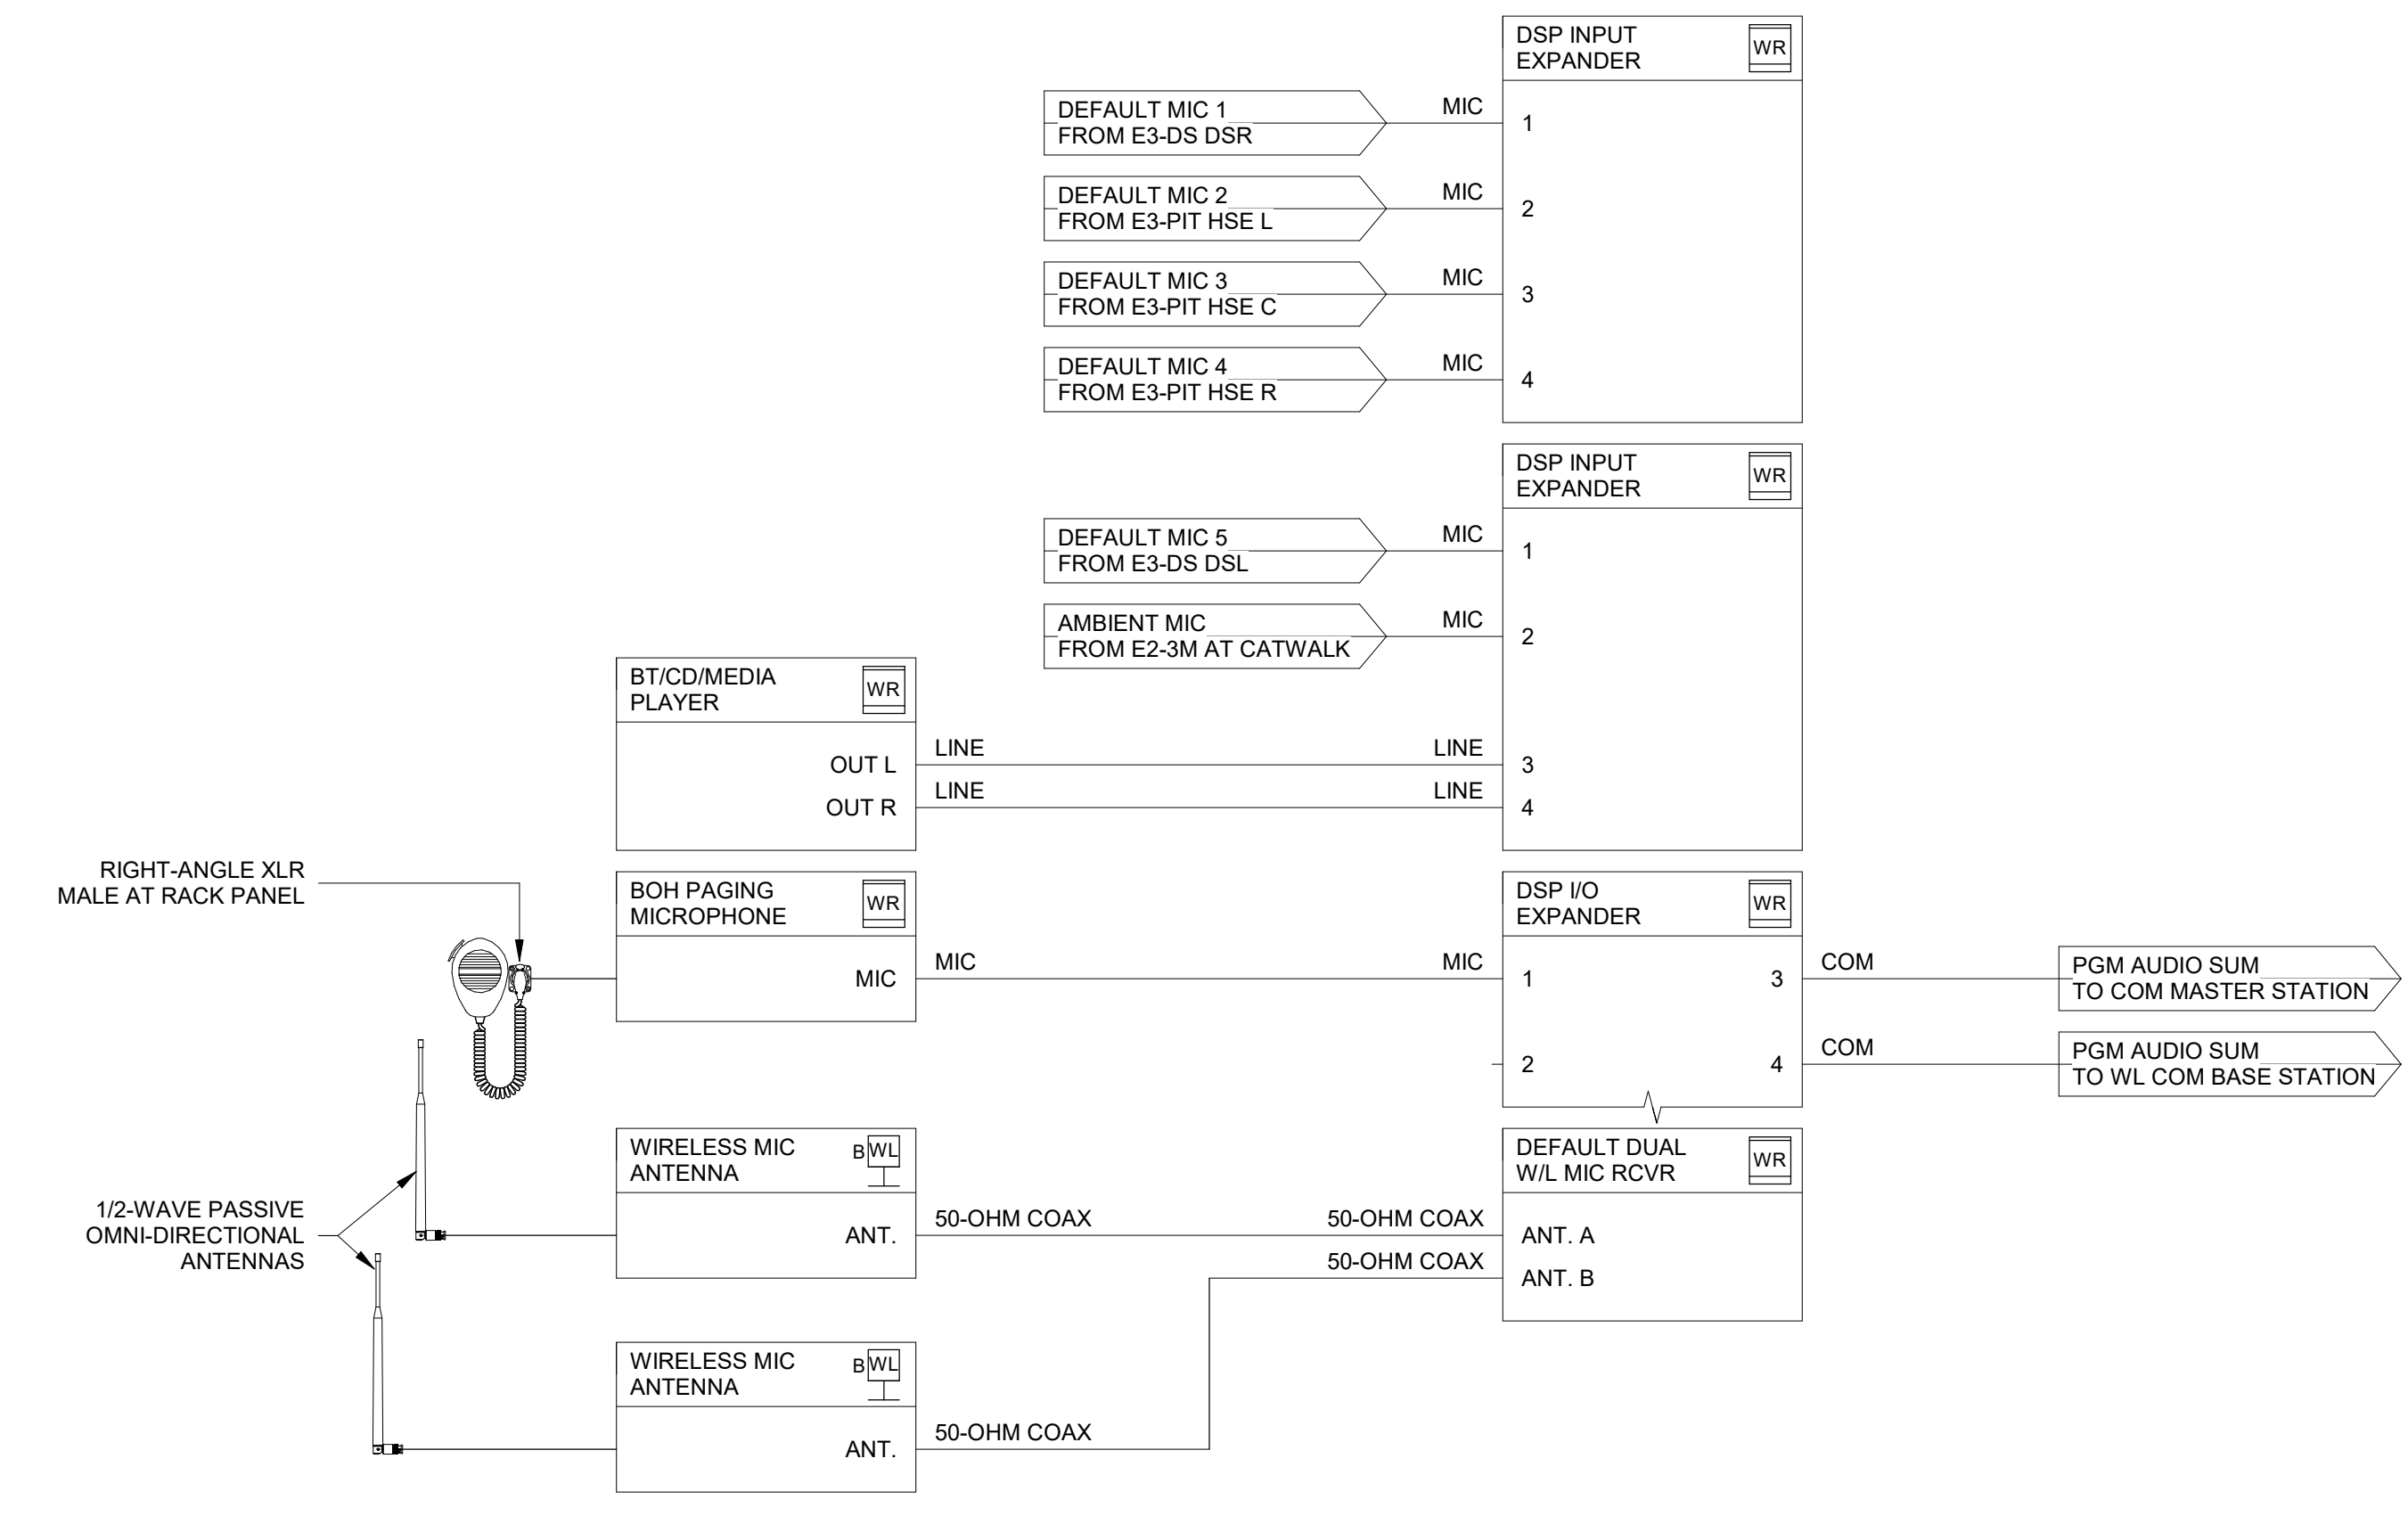 DSP INPUT
EXPANDER
WR
DEFAULT MIC 1
FROM E3-DS DSR
MIC
1
DEFAULT MIC 2
FROM E3-PIT HSE L
MIC
2
DEFAULT MIC 3
FROM E3-PIT HSE C
MIC
3
DEFAULT MIC 4
FROM E3-PIT HSE R
MIC
4
DSP INPUT
EXPANDER
WR
DEFAULT MIC 5
FROM E3-DS DSL
MIC
1
AMBIENT MIC
FROM E2-3M AT CATWALK
MIC
2
BT/CD/MEDIA
PLAYER
WR
OUT L
LINE
LINE
3
OUT R
LINE
LINE
4
RIGHT-ANGLE XLR
MALE AT RACK PANEL
BOH PAGING
MICROPHONE
WR
MIC
MIC
MIC
DSP I/O
EXPANDER
WR
1
3
COM
PGM AUDIO SUM
TO COM MASTER STATION
2
4
COM
PGM AUDIO SUM
TO WL COM BASE STATION
1/2-WAVE PASSIVE
OMNI-DIRECTIONAL
ANTENNAS
WIRELESS MIC
ANTENNA
B WL
ANT.
50-OHM COAX
50-OHM COAX
DEFAULT DUAL
W/L MIC RCVR
WR
ANT. A
50-OHM COAX
ANT. B
WIRELESS MIC
ANTENNA
B WL
ANT.
50-OHM COAX